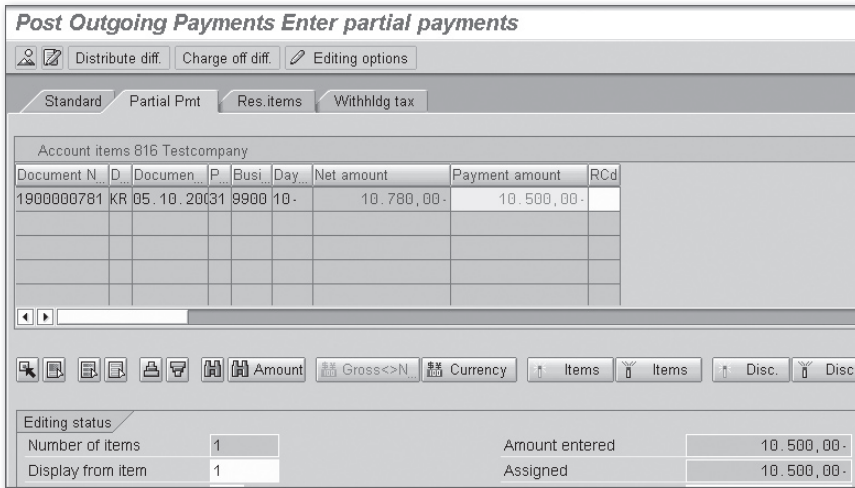 Post Outgoing Payments Enter partial payments
Distribute diff. Charge off diff. Editing options
Standard Partial Pmt Res.items Withhldg tax
Account items 816 Testcompany
Document N... D... Documen... P... Busi... Day... Net amount Payment amount RCd
1900000781 KR 05.10.200 31 9900 10- 10.780,00- 10.500,00-
Amount Gross<>N... Currency Items Items Disc. Disc
Editing status
Number of items 1 Amount entered 10.500,00-
Display from item 1 Assigned 10.500,00-